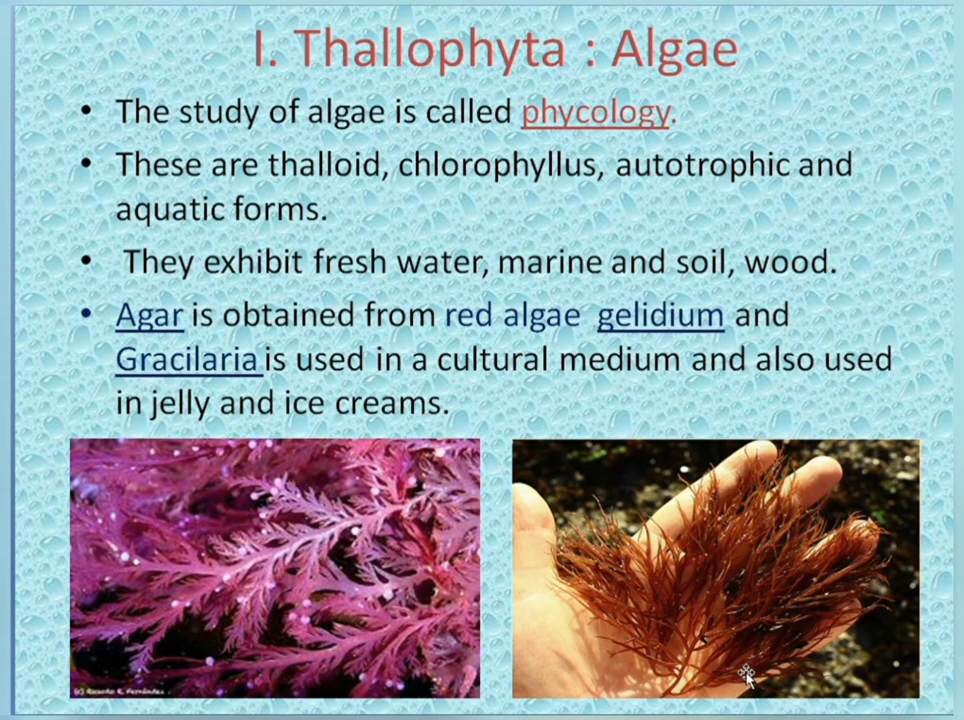 I. Thallophyta : Algae
• The study of algae is called phycology.
• These are thalloid, chlorophyllus, autotrophic and
aquatic forms.
• They exhibit fresh water, marine and soil, wood.
• Agar is obtained from red algae gelidium and
Gracilaria is used in a cultural medium and also used
in jelly and ice creams.
(c) Ricardo R. Fernández